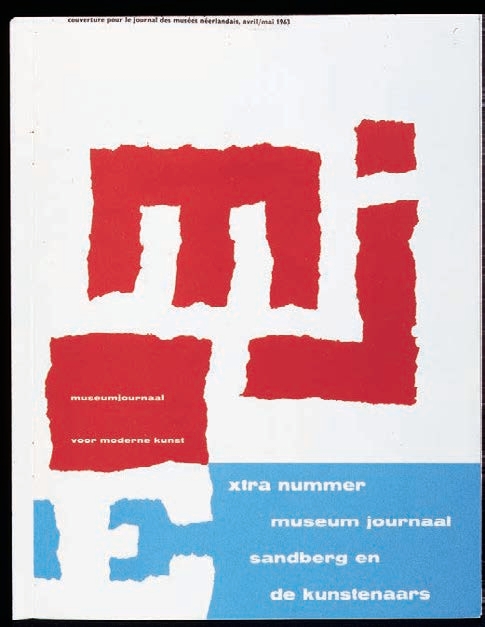 couverture pour le journal des musées néerlandais, avril/mai 1963
mj
museumjournaal
voor moderne kunst
E
xtra nummer
museum journaal
sandberg en
de kunstenaars